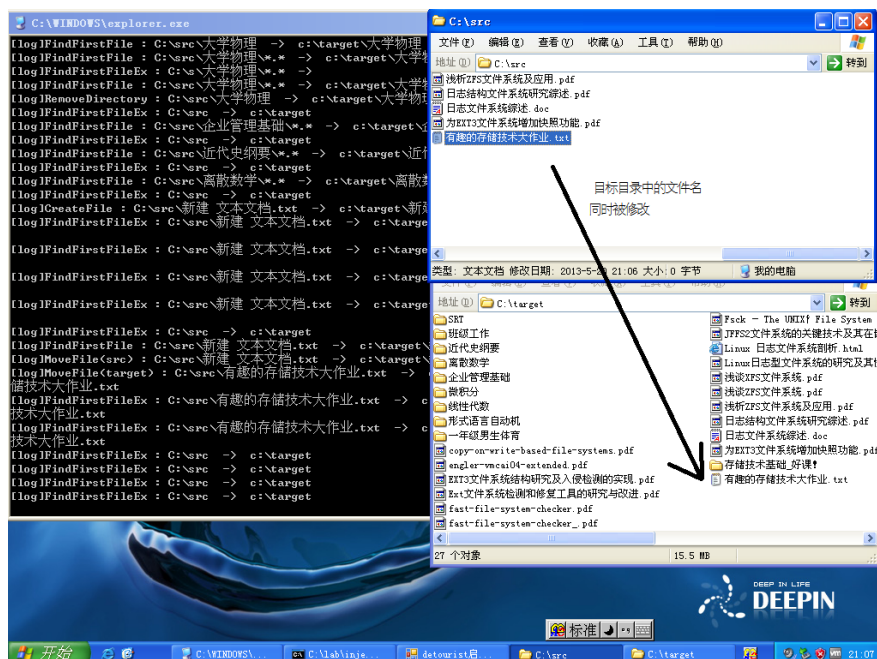 C:\WINDOWS\explorer.exe
[log]FindFirstFile : C:\src\大学物理 -> c:\target\大学物理
[log]FindFirstFile : C:\src\大学物理\*.* -> c:\target\大学物
[log]FindFirstFileEx : C:\s\大学物理\*.* ->
[log]FindFirstFile : C:\src\大学物理\*.* -> c:\target\大学物
[log]RemoveDirectory : C:\src\大学物理 -> c:\target\大学物理
[log]FindFirstFileEx : C:\src -> c:\target
[log]FindFirstFile : C:\src\企业管理基础\*.* -> c:\target\企
[log]FindFirstFileEx : C:\src -> c:\target
[log]FindFirstFile : C:\src\近代史纲要\*.* -> c:\target\近代
[log]FindFirstFileEx : C:\src -> c:\target
[log]FindFirstFile : C:\src\离散数学\*.* -> c:\target\离散数
[log]FindFirstFileEx : C:\src -> c:\target
[log]CreateFile : C:\src\新建 文本文档.txt -> c:\target\新建
[log]FindFirstFileEx : C:\src\新建 文本文档.txt -> c:\targe
[log]FindFirstFileEx : C:\src\新建 文本文档.txt -> c:\targe
[log]FindFirstFileEx : C:\src\新建 文本文档.txt -> c:\targe
[log]FindFirstFileEx : C:\src\新建 文本文档.txt -> c:\targe
[log]FindFirstFileEx : C:\src -> c:\target
[log]FindFirstFile : C:\src\新建 文本文档.txt -> c:\target\
[log]MoveFile(src) : C:\src\新建 文本文档.txt -> c:\target\
[log]MoveFile(target) : C:\src\有趣的存储技术大作业.txt -> c
储技术大作业.txt
[log]FindFirstFileEx : C:\src\有趣的存储技术大作业.txt -> c
技术大作业.txt
[log]FindFirstFileEx : C:\src\有趣的存储技术大作业.txt -> c
技术大作业.txt
[log]FindFirstFileEx : C:\src -> c:\target
[log]FindFirstFileEx : C:\src -> c:\target
[log]FindFirstFileEx : C:\src -> c:\target
[log]FindFirstFileEx : C:\src -> c:\target
C:\src
文件(F) 编辑(E) 查看(V) 收藏(A) 工具(T) 帮助(H)
地址(D) C:\src 转到
浅析ZFS文件系统及应用.pdf
日志结构文件系统研究综述.pdf
日志文件系统综述.doc
为EXT3文件系统增加快照功能.pdf
有趣的存储技术大作业.txt
目标目录中的文件名
同时被修改
类型: 文本文档 修改日期: 2013-5-20 21:06 大小: 0 字节 我的电脑
地址(D) C:\target 转到
SRT
班级工作
近代史纲要
离散数学
企业管理基础
微积分
线性代数
形式语言自动机
一年级男生体育
copy-on-write-based-file-systems.pdf
engler-vmcai04-extended.pdf
EXT3文件系统结构研究及入侵检测的实现.pdf
Ext文件系统检测和修复工具的研究与改进.pdf
fast-file-system-checker.pdf
fast-file-system-checker_.pdf
Fsck - The UNIX† File System
JFFS2文件系统的关键技术及其在
Linux 日志文件系统剖析.html
Linux日志型文件系统的研究及其
浅谈XFS文件系统.pdf
浅谈ZFS文件系统.pdf
浅析ZFS文件系统及应用.pdf
日志结构文件系统研究综述.pdf
日志文件系统综述.doc
为EXT3文件系统增加快照功能.pdf
存储技术基础_好课!
有趣的存储技术大作业.txt
27 个对象 15.5 MB
DEEP IN LIFE
DEEPIN
标准
开始 C:\WINDOWS\... C:\lab\inje... detourist启... C:\src C:\target 21:07